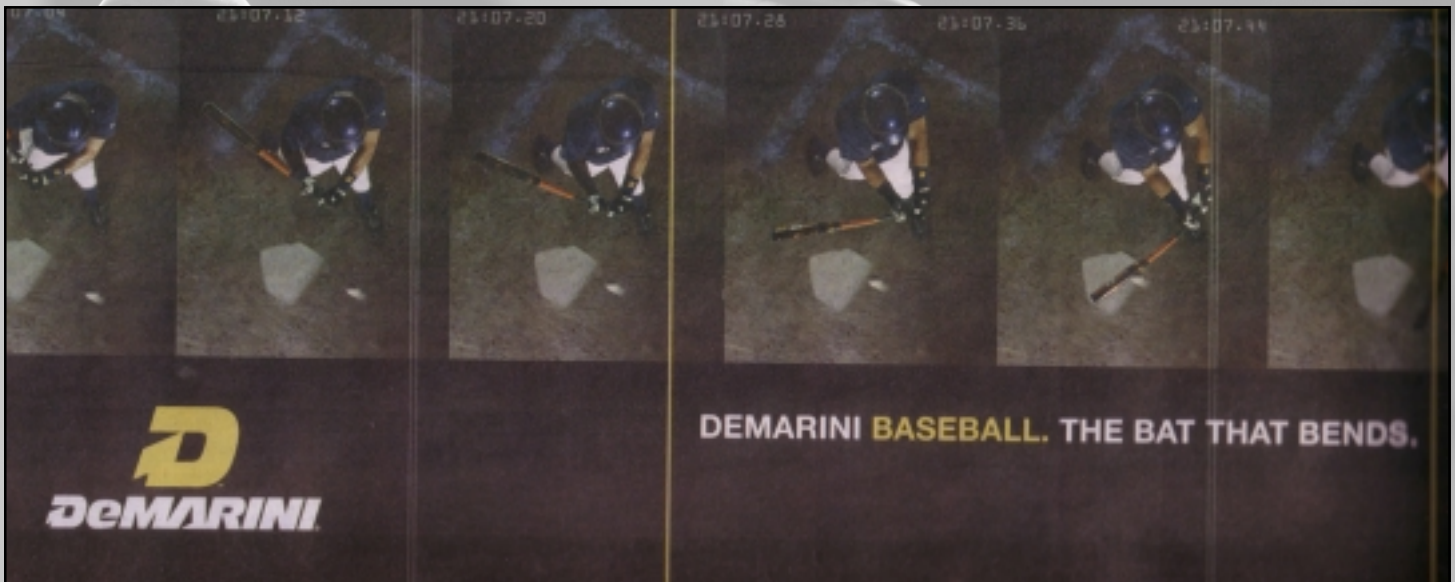 21:07.12
21:07.20
21:07.28
21:07.36
21:07.44
DEMARINI BASEBALL. THE BAT THAT BENDS.
D
DeMARINI